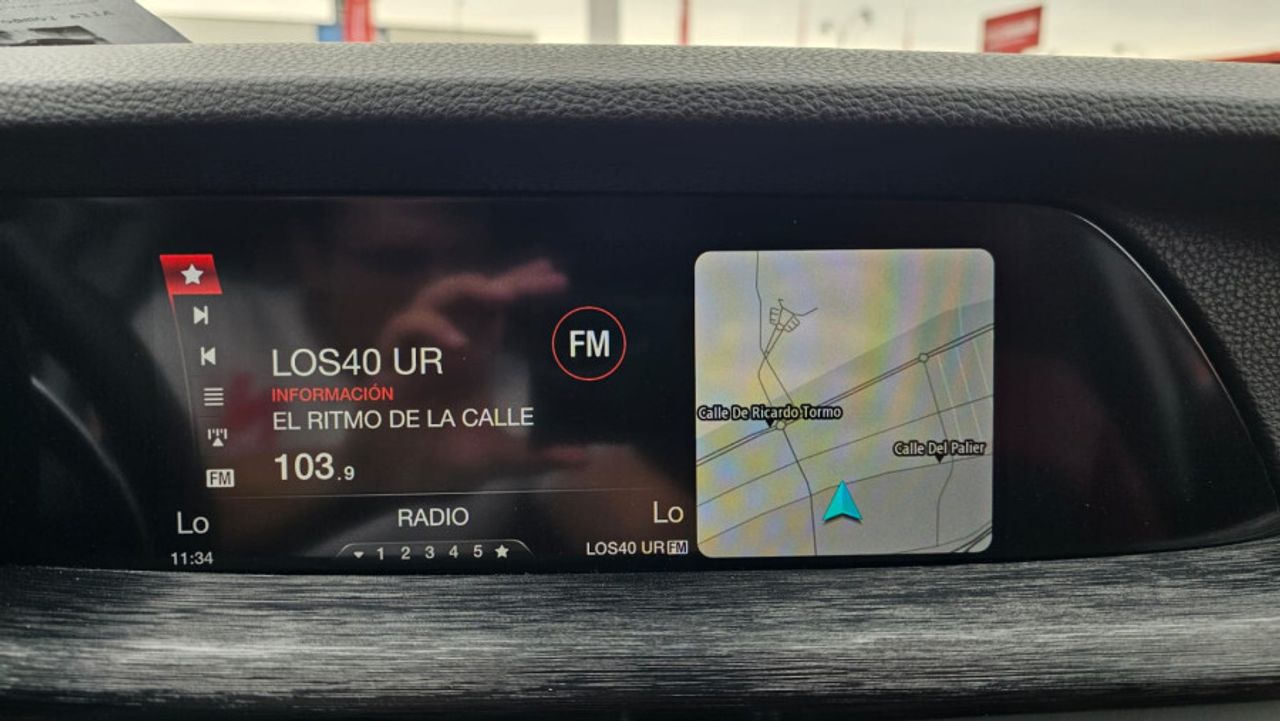 LOS40 UR
INFORMACIÓN
EL RITMO DE LA CALLE
103.9
FM
FM
Lo
RADIO
Lo
11:34
1 2 3 4 5
LOS40 UR FM
Calle De Ricardo Tormo
Calle Del Palier